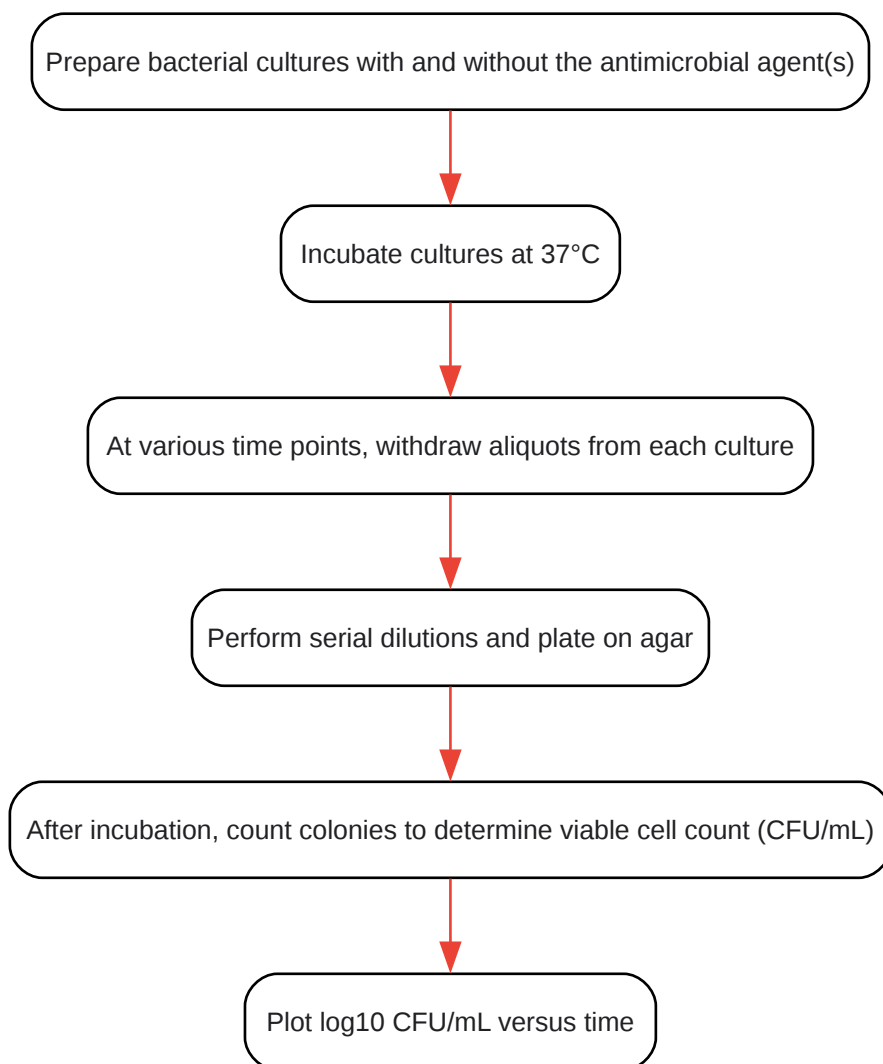 Prepare bacterial cultures with and without the antimicrobial agent(s)
Incubate cultures at 37°C
At various time points, withdraw aliquots from each culture
Perform serial dilutions and plate on agar
After incubation, count colonies to determine viable cell count (CFU/mL)
Plot log10 CFU/mL versus time